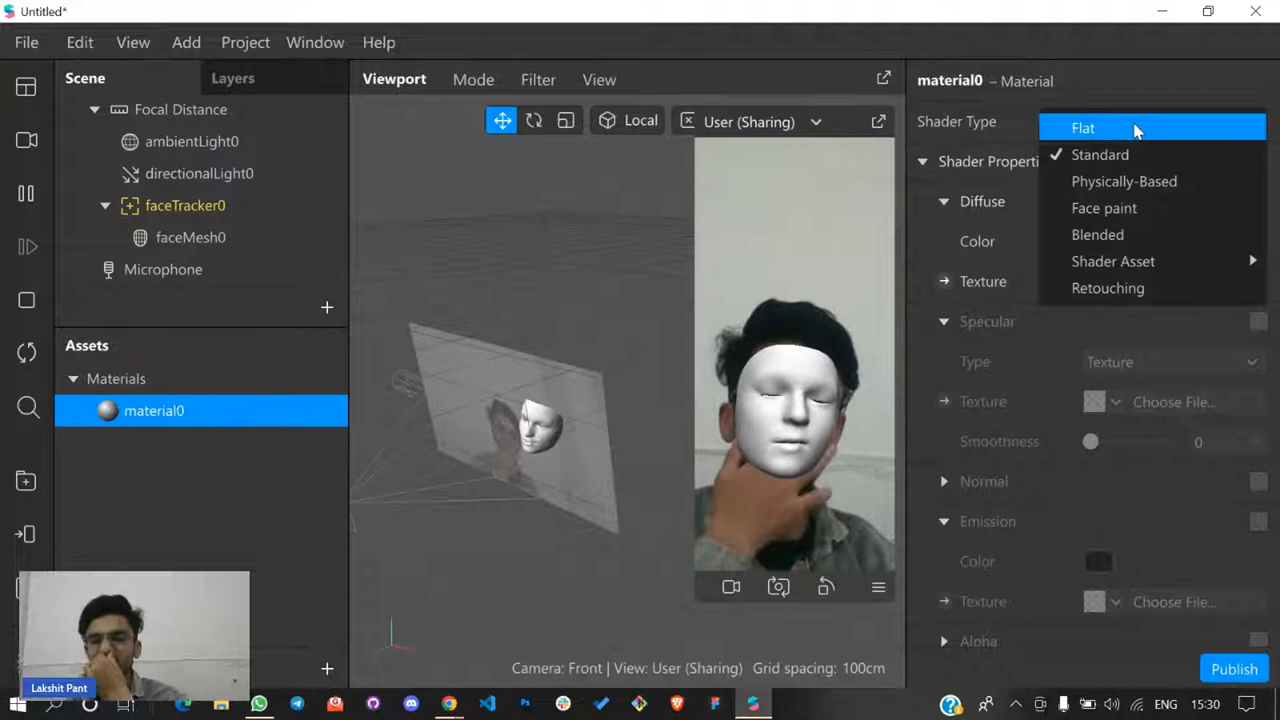 Untitled*
File Edit View Add Project Window Help
Scene Layers
Focal Distance
ambientLight0
directionalLight0
faceTracker0
faceMesh0
Microphone
Assets
Materials
material0
Viewport Mode Filter View
Local User (Sharing)
Camera: Front | View: User (Sharing) Grid spacing: 100cm
material0 – Material
Shader Type
Flat
Standard
Physically-Based
Face paint
Blended
Shader Asset
Retouching
Shader Properti
Diffuse
Color
Texture
Specular
Type Texture
Texture Choose File...
Smoothness 0
Normal
Emission
Color
Texture Choose File...
Alpha
Publish
Lakshit Pant
ENG 15:30